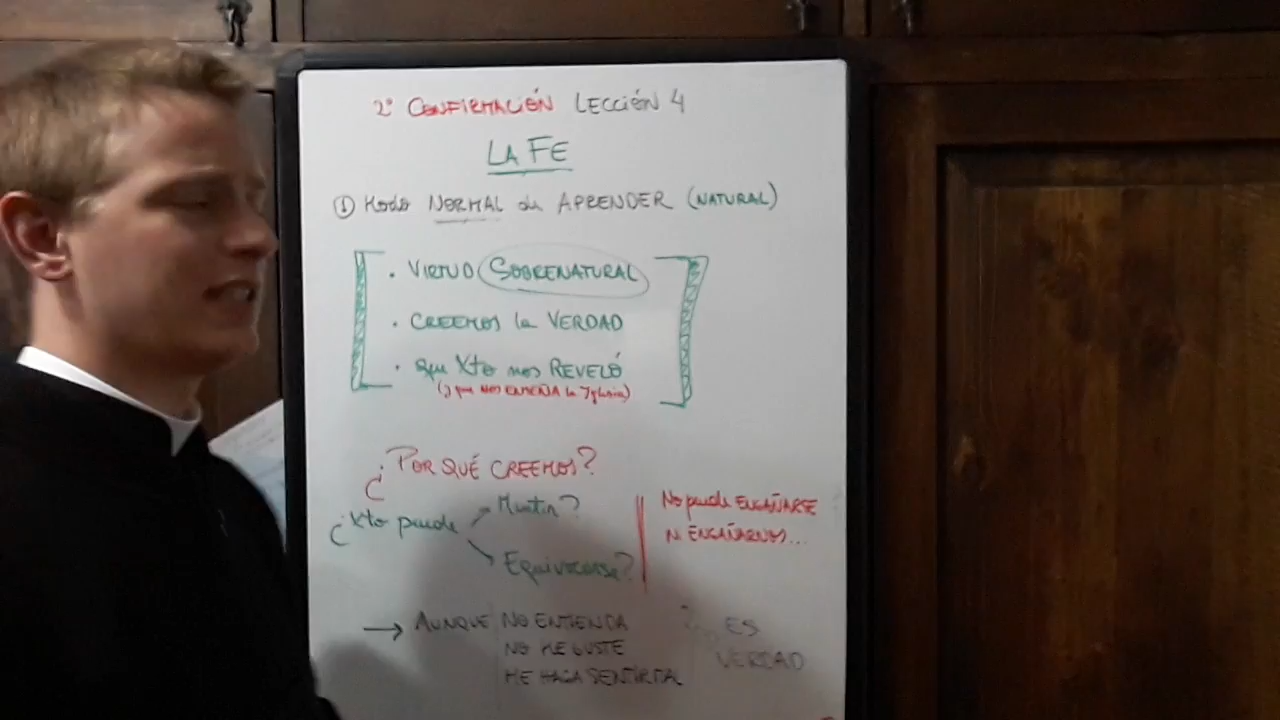 2º CONFIRMACIÓN LECCIÓN 4
LA FE
① Modo NORMAL de APRENDER (NATURAL)
· VIRTUD SOBRENATURAL
· CREEMOS la VERDAD
· que Xto nos REVELÓ
(y que NOS ENSEÑA la Iglesia)
¿POR QUÉ CREEMOS?
¿Xto puede
Mentir?
Equivocarse?
No puede ENGAÑARSE
NI ENGAÑARNOS...
→ AUNQUE NO ENTIENDA
NO ME GUSTE
ME HAGA SENTIR MAL
ES
VERDAD